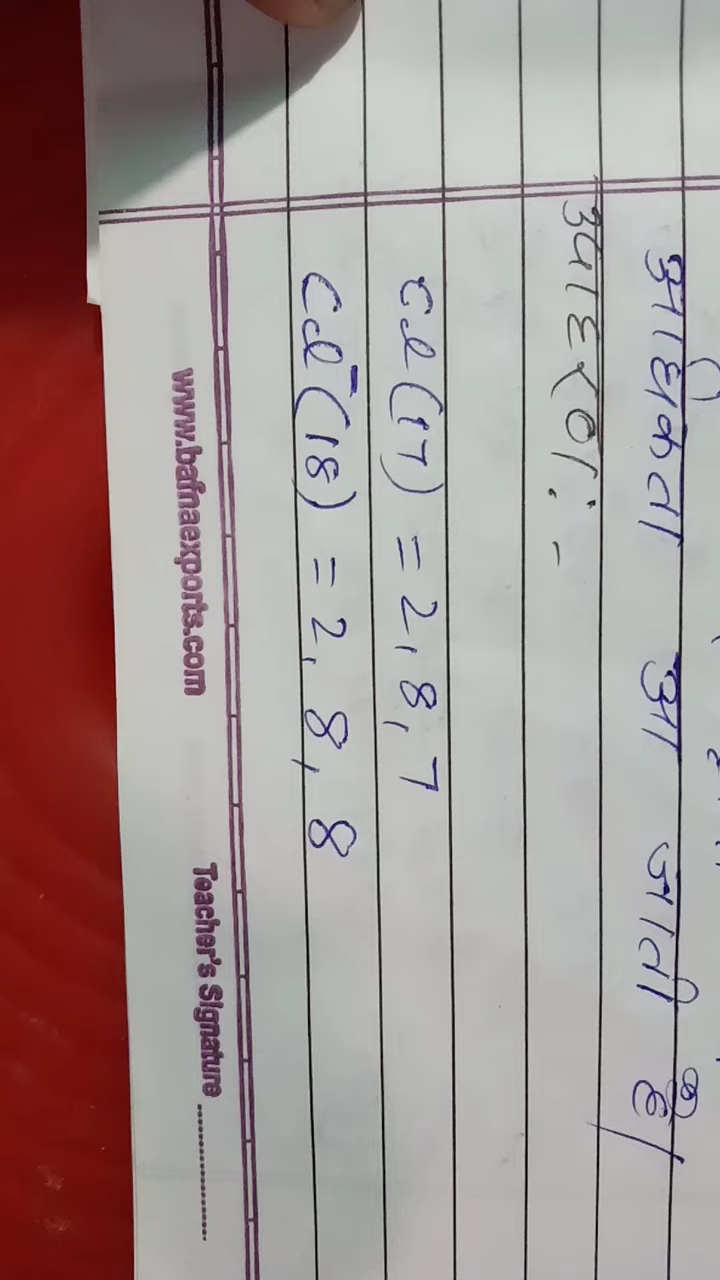 अधिकता आ जाती है।
उदाहरण :-
Cl (17) = 2, 8, 7
Cl⁻ (18) = 2, 8, 8
www.bafnaexports.com Teacher's Signature ..................